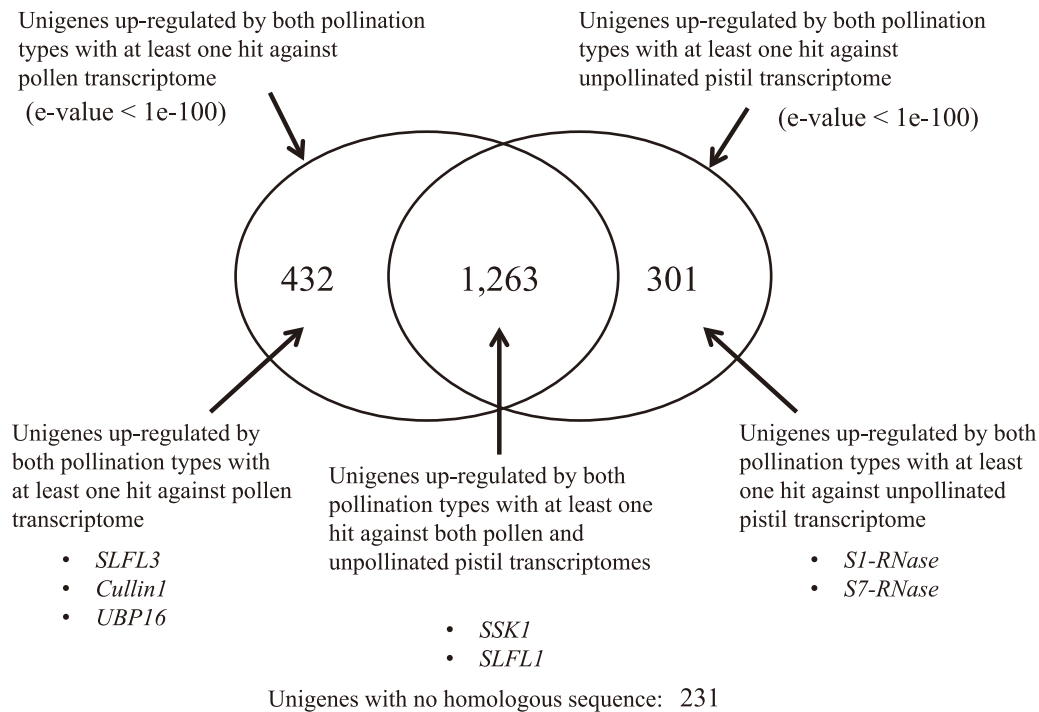 Unigenes up-regulated by both pollination
types with at least one hit against
pollen transcriptome
(e-value < 1e-100)
Unigenes up-regulated by both pollination
types with at least one hit against
unpollinated pistil transcriptome
(e-value < 1e-100)
432
1,263
301
Unigenes up-regulated by
both pollination types with
at least one hit against pollen
transcriptome
• SLFL3
• Cullin1
• UBP16
Unigenes up-regulated by both
pollination types with at least one
hit against both pollen and
unpollinated pistil transcriptomes
• SSK1
• SLFL1
Unigenes up-regulated by both
pollination types with at least
one hit against unpollinated
pistil transcriptome
• S1-RNase
• S7-RNase
Unigenes with no homologous sequence: 231